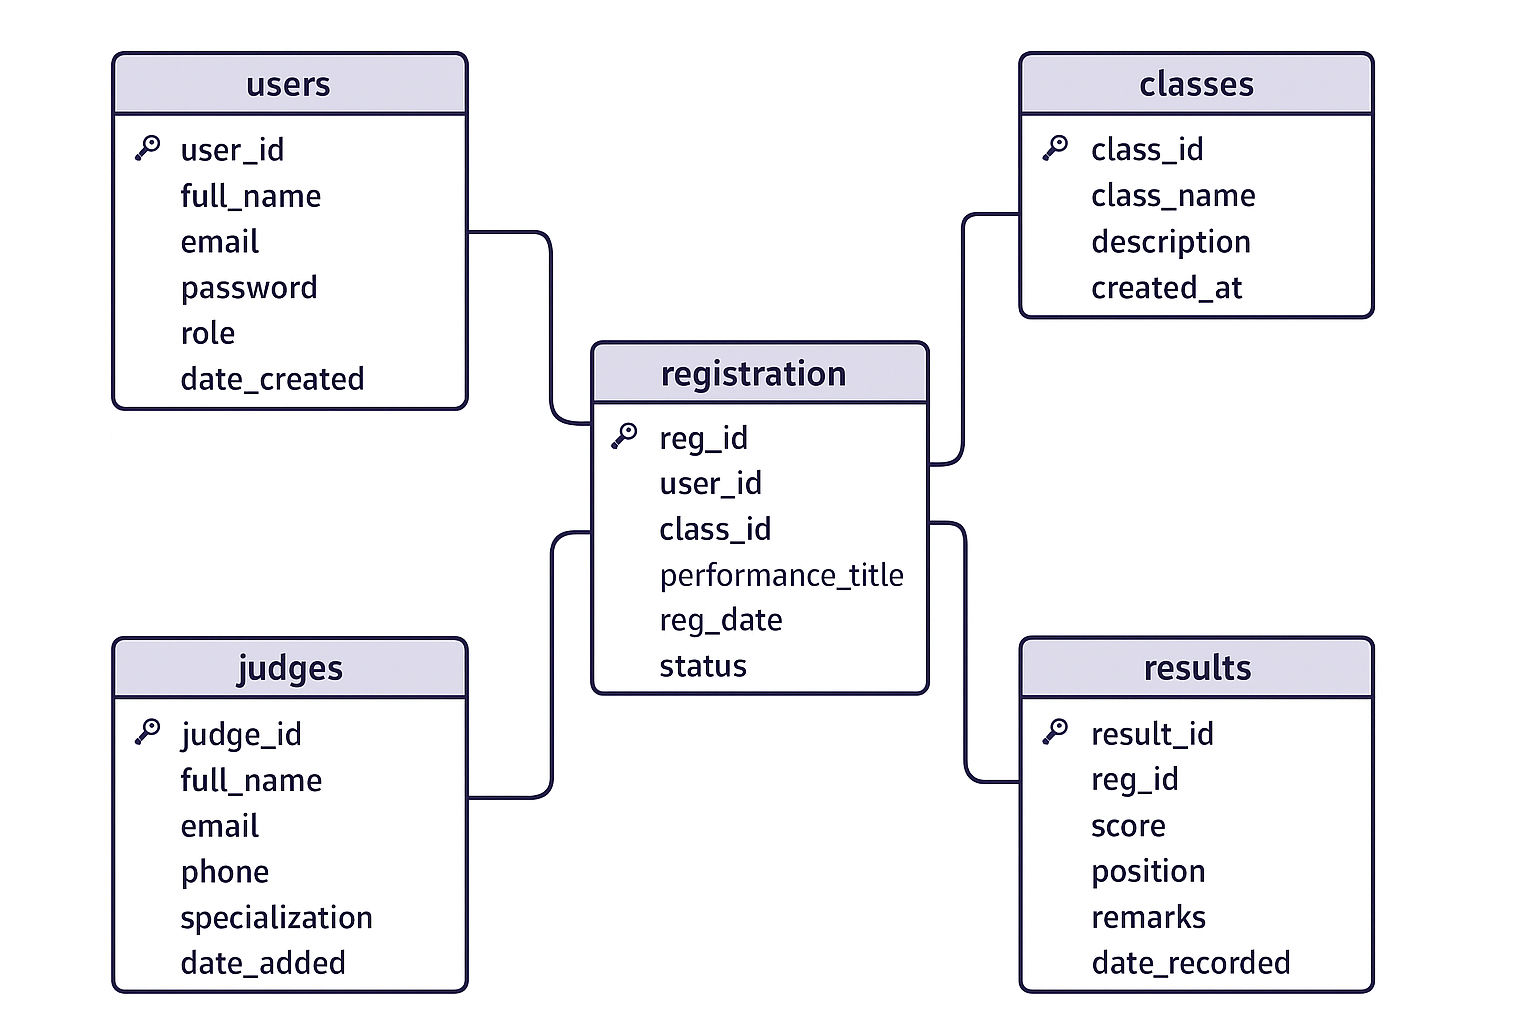 users
user_id
full_name
email
password
role
date_created
classes
class_id
class_name
description
created_at
registration
reg_id
user_id
class_id
performance_title
reg_date
status
judges
judge_id
full_name
email
phone
specialization
date_added
results
result_id
reg_id
score
position
remarks
date_recorded